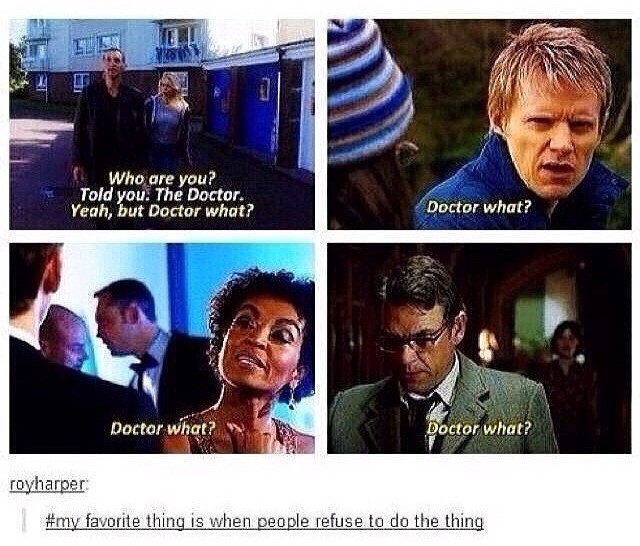 Who are you?
Told you. The Doctor.
Yeah, but Doctor what?
Doctor what?
Doctor what?
Doctor what?
royharper:
#my favorite thing is when people refuse to do the thing